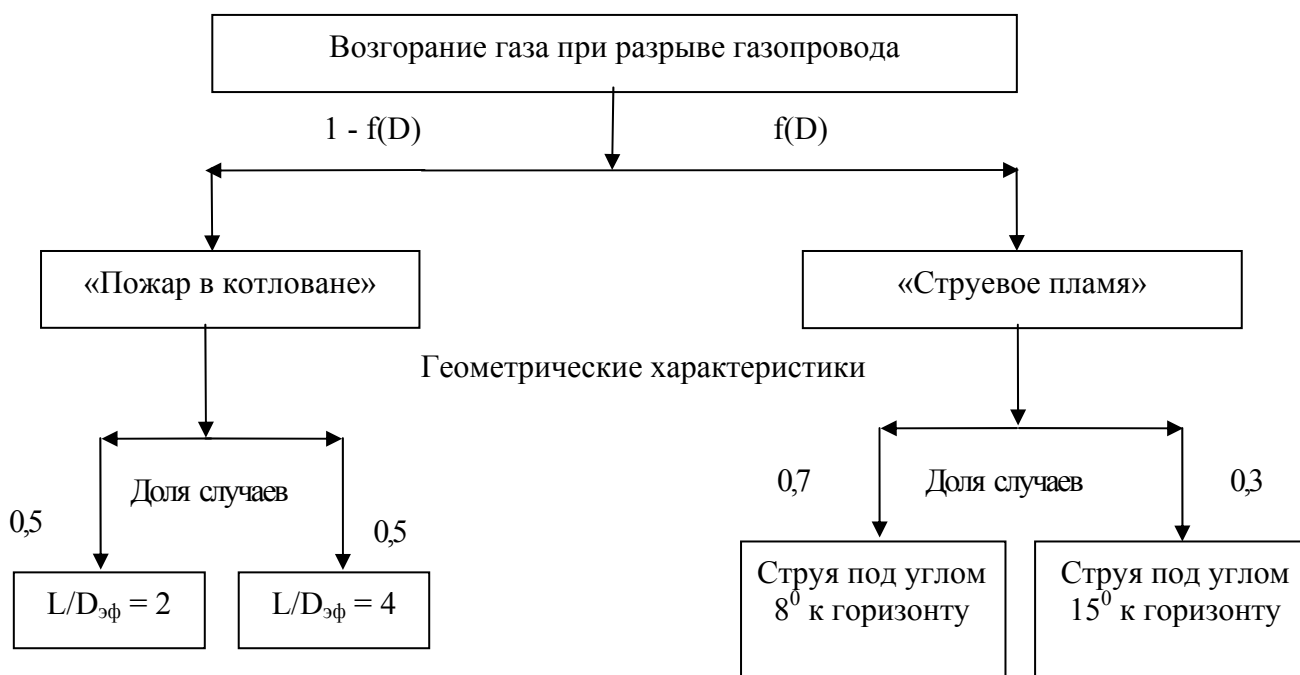 Возгорание газа при разрыве газопровода
1 - f(D)
f(D)
«Пожар в котловане»
«Струевое пламя»
Геометрические характеристики
0,5
Доля случаев
0,5
0,7
Доля случаев
0,3
L/Dэф = 2
L/Dэф = 4
Струя под углом
8⁰ к горизонту
Струя под углом
15⁰ к горизонту